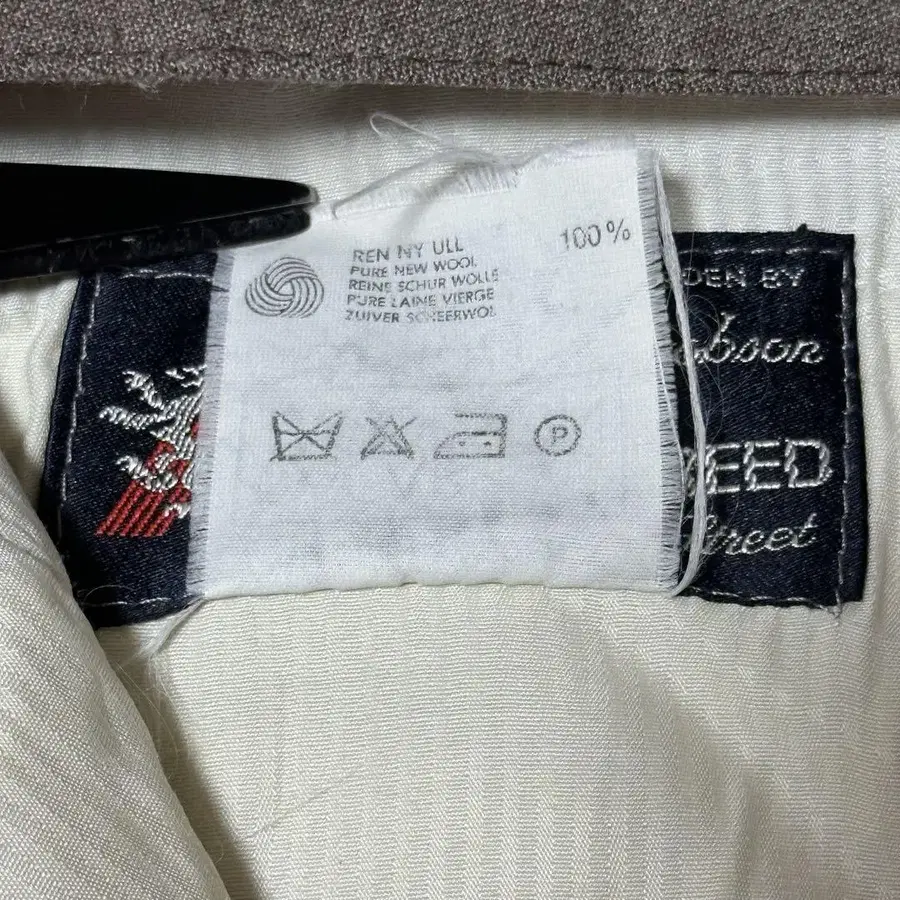 REN NY ULL 100%
PURE NEW WOOL
REINE SCHUR WOLLE
PURE LAINE VIERGE
ZUIVER SCHEERWOL
P
DEN BY
bson
EED
treet